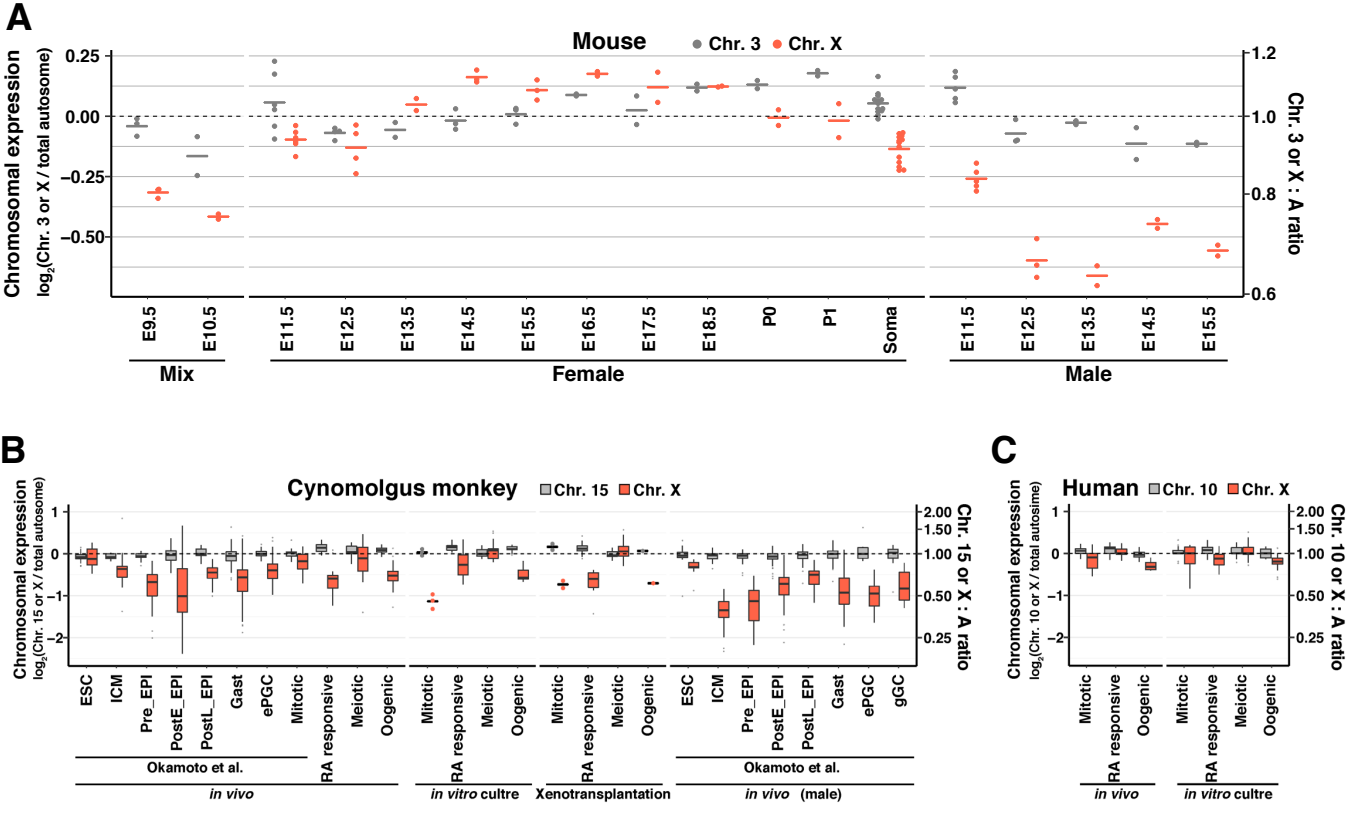 A
Mouse
Chr. 3
Chr. X
Chromosomal expression
log2(Chr. 3 or X / total autosome)
0.25
0.00
−0.25
−0.50
1.2
1.0
0.8
0.6
Chr. 3 or X : A ratio
E9.5
E10.5
E11.5
E12.5
E13.5
E14.5
E15.5
E16.5
E17.5
E18.5
P0
P1
Soma
E11.5
E12.5
E13.5
E14.5
E15.5
Mix
Female
Male
B
Cynomolgus monkey
Chr. 15
Chr. X
Chromosomal expression
log2(Chr. 15 or X / total autosome)
1
0
−1
−2
2.00
1.50
1.00
0.50
0.25
Chr. 15 or X : A ratio
ESC
ICM
Pre_EPI
PostE_EPI
PostL_EPI
Gast
ePGC
Mitotic
RA responsive
Meiotic
Oogenic
Mitotic
RA responsive
Meiotic
Oogenic
Mitotic
RA responsive
Meiotic
Oogenic
ESC
ICM
Pre_EPI
PostE_EPI
PostL_EPI
Gast
ePGC
gGC
Okamoto et al.
Okamoto et al.
in vivo
in vitro cultre
Xenotransplantation
in vivo (male)
C
Human
Chr. 10
Chr. X
Chromosomal expression
log2(Chr. 10 or X / total autosime)
1
0
−1
−2
2.00
1.50
1.00
0.50
0.25
Chr. 10 or X : A ratio
Mitotic
RA responsive
Oogenic
Mitotic
RA responsive
Meiotic
Oogenic
in vivo
in vitro cultre